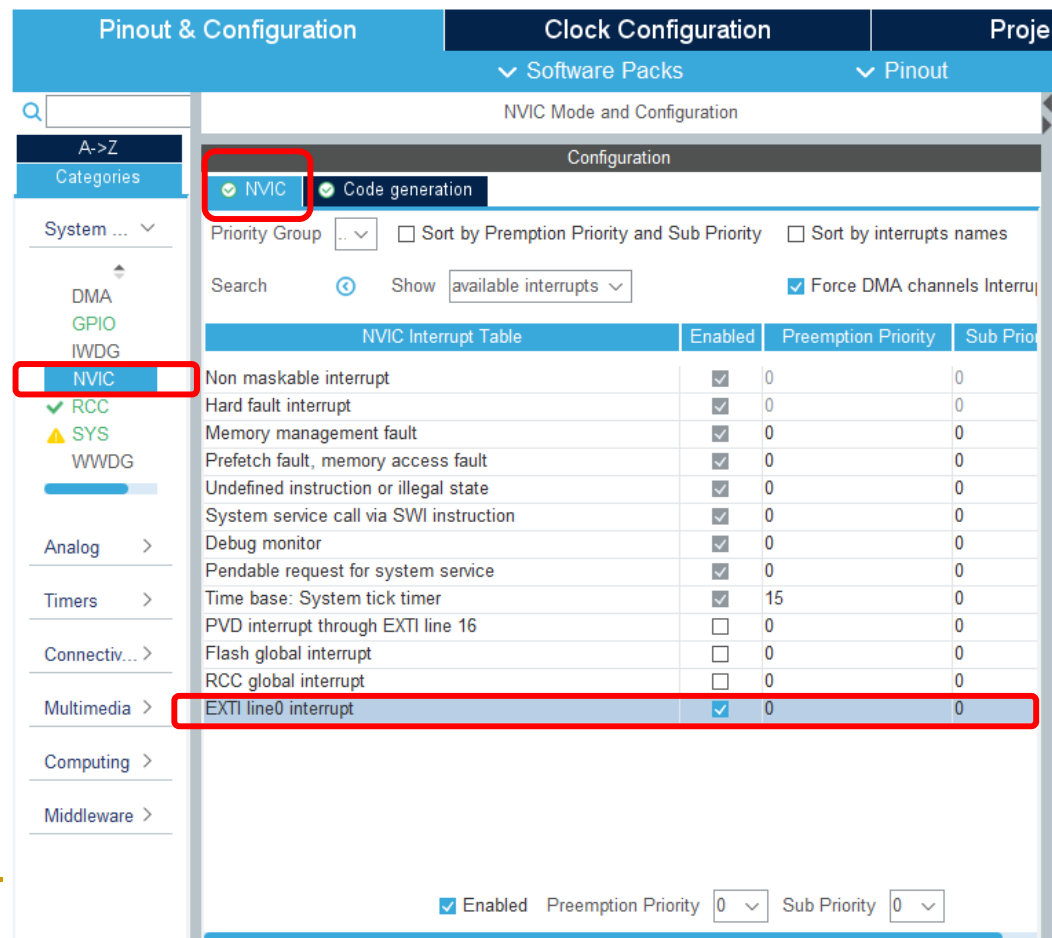 Pinout & Configuration Clock Configuration Proje
Software Packs Pinout
NVIC Mode and Configuration
A->Z
Categories
Configuration
NVIC Code generation
System ...
Priority Group .. Sort by Premption Priority and Sub Priority Sort by interrupts names
Search Show available interrupts Force DMA channels Interru
DMA
GPIO
IWDG
NVIC
RCC
SYS
WWDG
Analog
Timers
Connectiv...
Multimedia
Computing
Middleware
NVIC Interrupt Table Enabled Preemption Priority Sub Prior
Non maskable interrupt 0 0
Hard fault interrupt 0 0
Memory management fault 0 0
Prefetch fault, memory access fault 0 0
Undefined instruction or illegal state 0 0
System service call via SWI instruction 0 0
Debug monitor 0 0
Pendable request for system service 0 0
Time base: System tick timer 15 0
PVD interrupt through EXTI line 16 0 0
Flash global interrupt 0 0
RCC global interrupt 0 0
EXTI line0 interrupt 0 0
Enabled Preemption Priority 0 Sub Priority 0